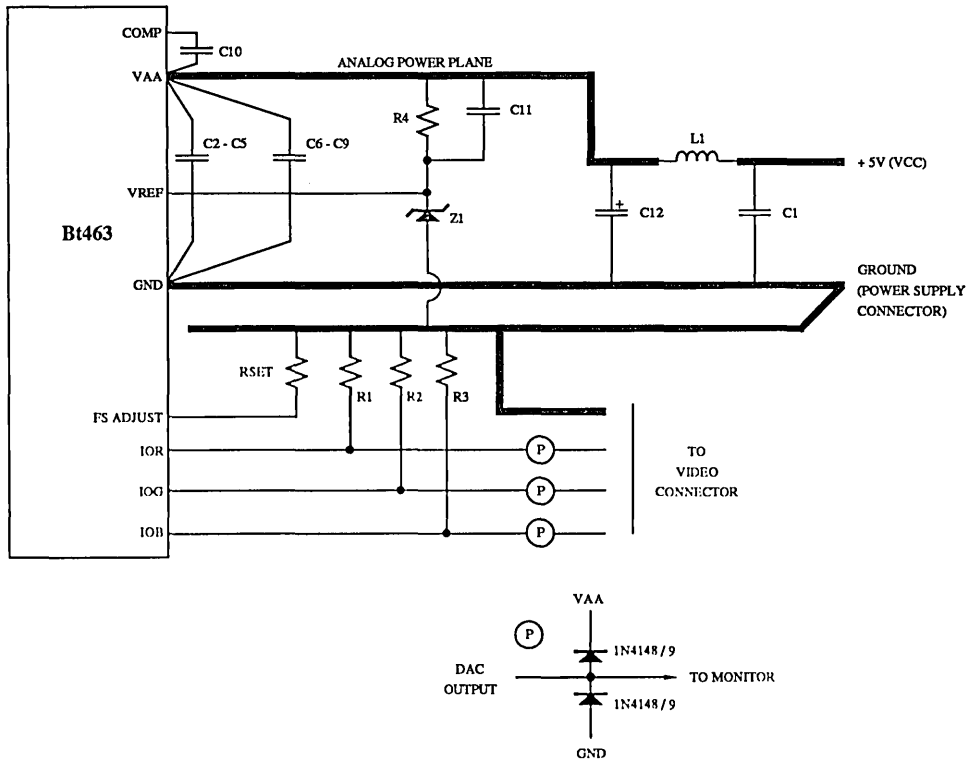 COMP
C10
VAA
ANALOG POWER PLANE
R4
C11
L1
+ 5V (VCC)
C2 - C5
C6 - C9
VREF
Z1
+
C12
C1
Bt463
GND
GROUND
(POWER SUPPLY
CONNECTOR)
RSET
R1
R2
R3
FS ADJUST
IOR
P
TO
VIDEO
CONNECTOR
IOG
P
IOB
P
VAA
P
1N4148 / 9
DAC
OUTPUT
TO MONITOR
1N4148 / 9
GND